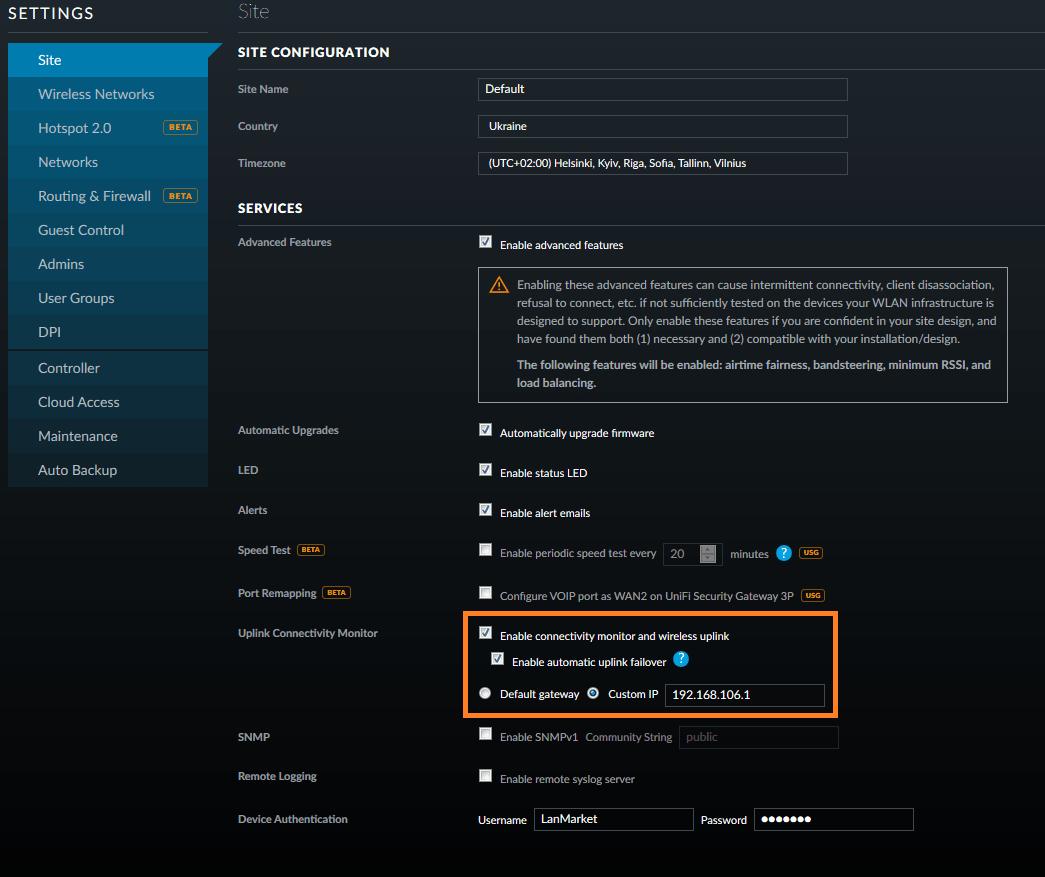 SETTINGS
Site
Wireless Networks
Hotspot 2.0 BETA
Networks
Routing & Firewall BETA
Guest Control
Admins
User Groups
DPI
Controller
Cloud Access
Maintenance
Auto Backup
Site
SITE CONFIGURATION
Site Name Default
Country Ukraine
Timezone (UTC+02:00) Helsinki, Kyiv, Riga, Sofia, Tallinn, Vilnius
SERVICES
Advanced Features Enable advanced features
Enabling these advanced features can cause intermittent connectivity, client disassociation,
refusal to connect, etc. if not sufficiently tested on the devices your WLAN infrastructure is
designed to support. Only enable these features if you are confident in your site design, and
have found them both (1) necessary and (2) compatible with your installation/design.
The following features will be enabled: airtime fairness, bandsteering, minimum RSSI, and
load balancing.
Automatic Upgrades Automatically upgrade firmware
LED Enable status LED
Alerts Enable alert emails
Speed Test BETA Enable periodic speed test every 20 minutes ? USG
Port Remapping BETA Configure VOIP port as WAN2 on UniFi Security Gateway 3P USG
Uplink Connectivity Monitor Enable connectivity monitor and wireless uplink
Enable automatic uplink failover ?
Default gateway Custom IP 192.168.106.1
SNMP Enable SNMPv1 Community String public
Remote Logging Enable remote syslog server
Device Authentication Username LanMarket Password ●●●●●●●